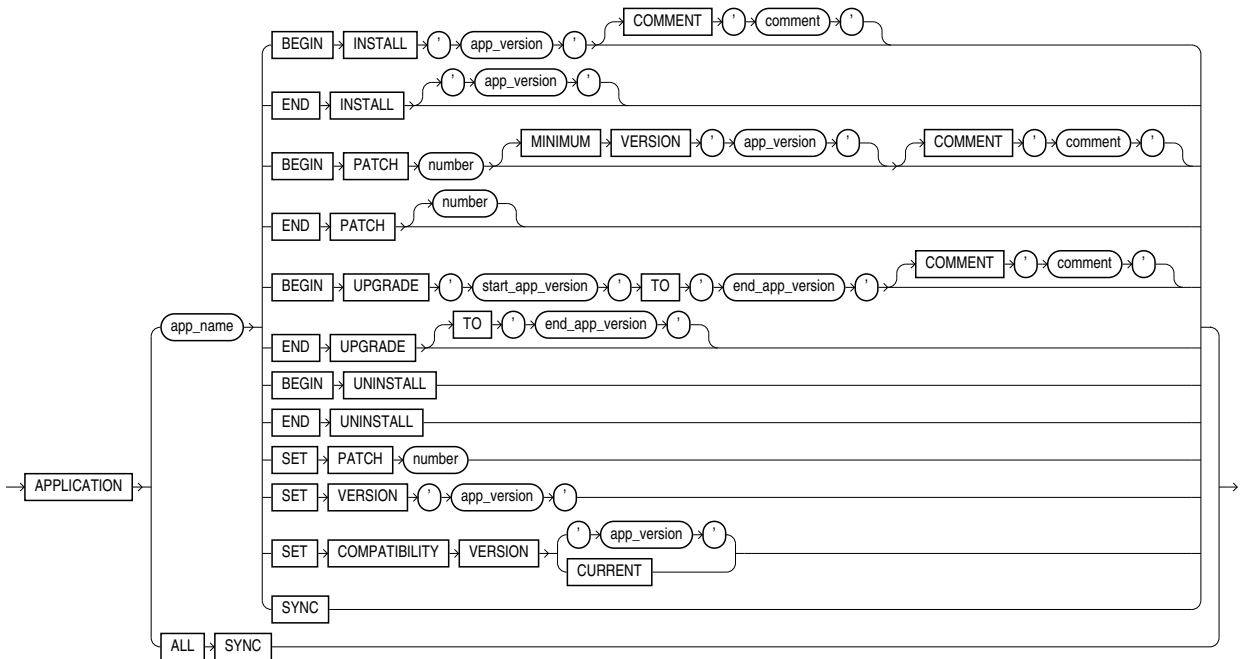 COMMENT ’ comment ’
BEGIN INSTALL ’ app_version ’
’ app_version ’
END INSTALL
MINIMUM VERSION ’ app_version ’ COMMENT ’ comment ’
BEGIN PATCH number
number
END PATCH
COMMENT ’ comment ’
BEGIN UPGRADE ’ start_app_version ’ TO ’ end_app_version ’
TO ’ end_app_version ’
app_name
END UPGRADE
BEGIN UNINSTALL
END UNINSTALL
SET PATCH number
APPLICATION
SET VERSION ’ app_version ’
’ app_version ’
SET COMPATIBILITY VERSION
CURRENT
SYNC
ALL SYNC